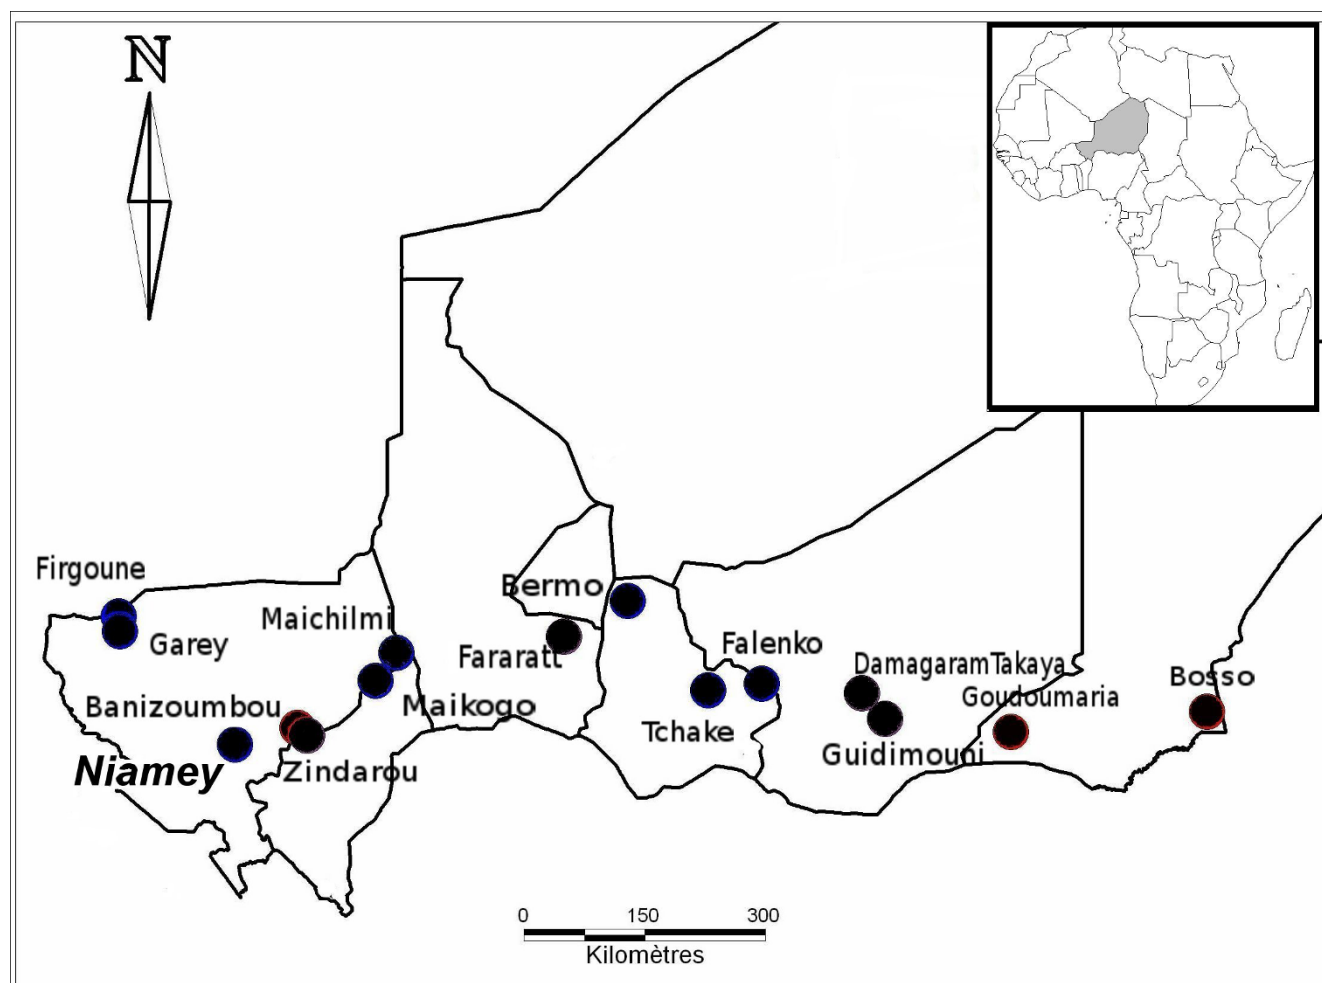 N
Firgoune
Garey
Maichilmi
Bermo
Fararatt
Falenko
DamagaramTakaya
Goudoumaria
Bosso
Banizoumbou
Maikogo
Tchake
Guidimouni
Niamey
Zindarou
0 150 300
Kilomètres